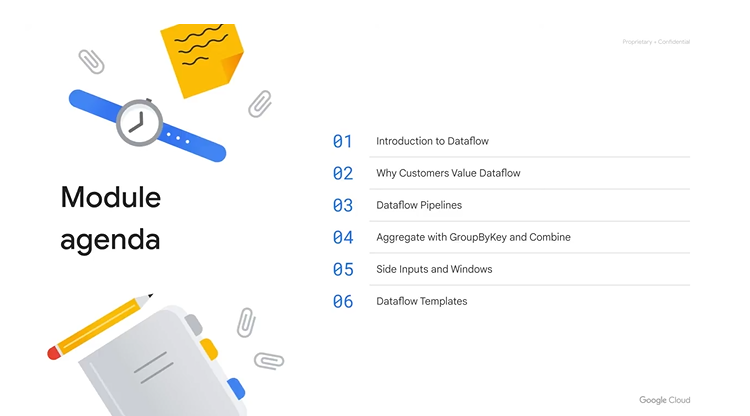 Proprietary + Confidential
Module
agenda
01 Introduction to Dataflow
02 Why Customers Value Dataflow
03 Dataflow Pipelines
04 Aggregate with GroupByKey and Combine
05 Side Inputs and Windows
06 Dataflow Templates
Google Cloud